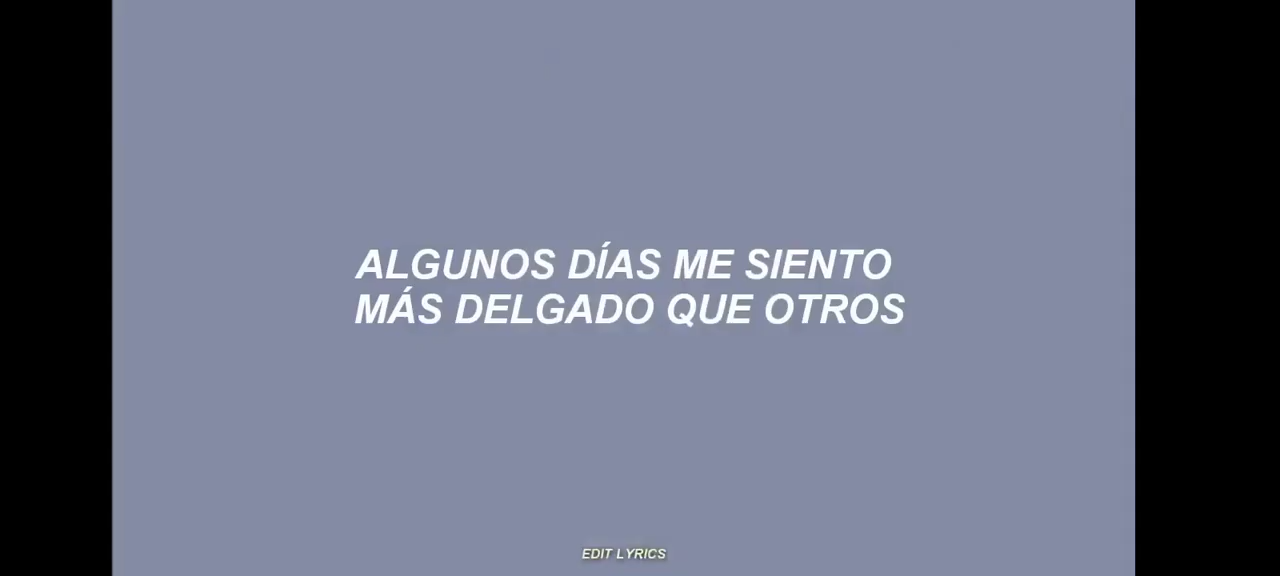 ALGUNOS DÍAS ME SIENTO
MÁS DELGADO QUE OTROS
EDIT LYRICS